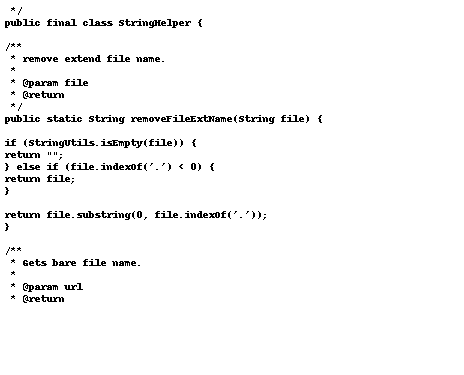 */
public final class StringHelper {

/**
 * remove extend file name.
 *
 * @param file
 * @return
 */
public static String removeFileExtName(String file) {

if (StringUtils.isEmpty(file)) {
return "";
} else if (file.indexOf('.') < 0) {
return file;
}

return file.substring(0, file.indexOf('.'));
}

/**
 * Gets bare file name.
 *
 * @param url
 * @return